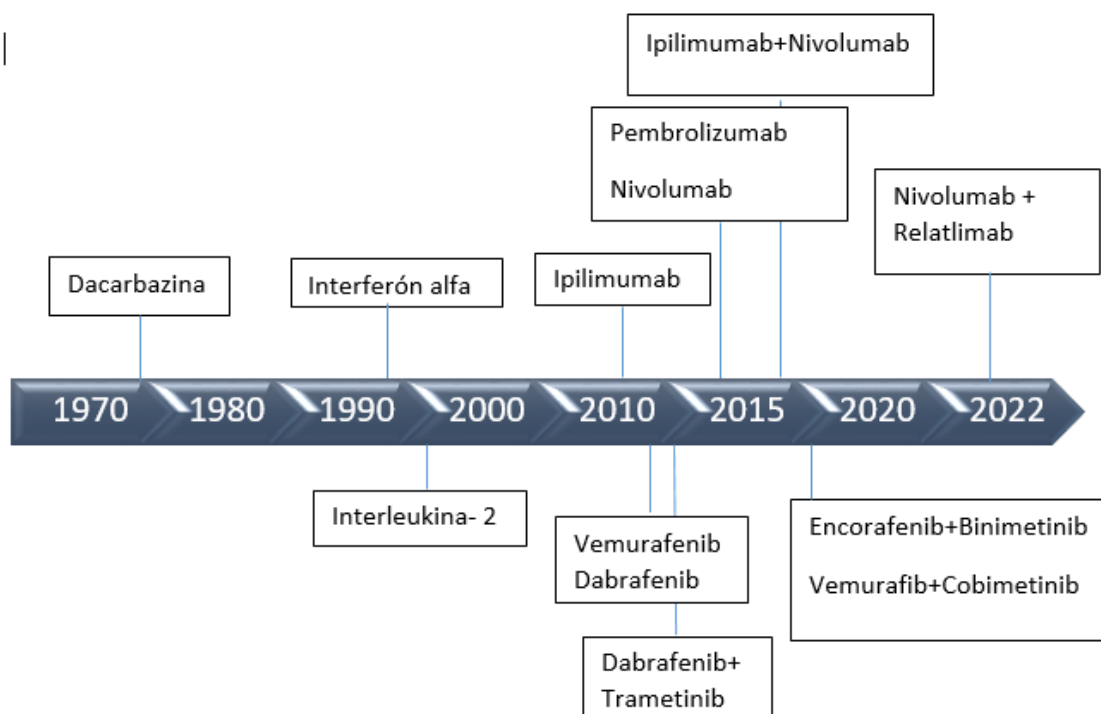 Ipilimumab+Nivolumab
Pembrolizumab
Nivolumab
Nivolumab +
Relatlimab
Dacarbazina
Interferón alfa
Ipilimumab
1970 1980 1990 2000 2010 2015 2020 2022
Interleukina- 2
Vemurafenib
Dabrafenib
Encorafenib+Binimetinib
Vemurafib+Cobimetinib
Dabrafenib+
Trametinib